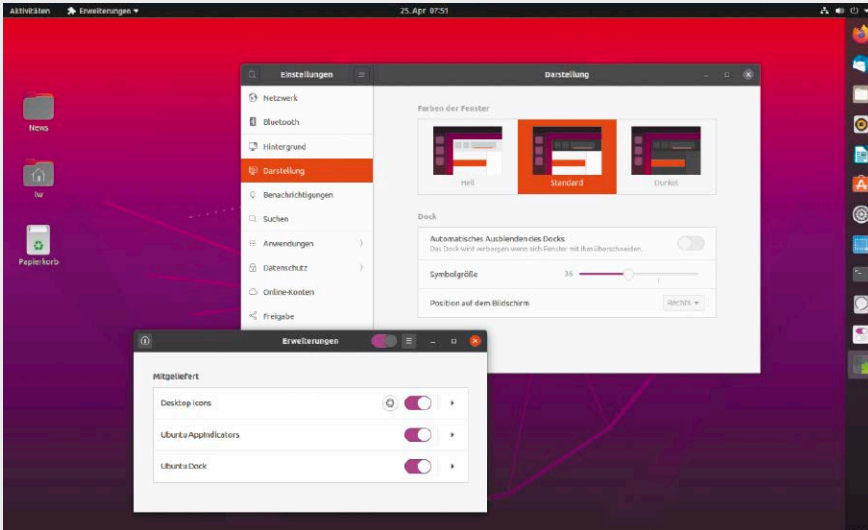 Aktivitäten
Erweiterungen
25. Apr 07:51
News
lw
Papierkorb
Einstellungen
Netzwerk
Bluetooth
Hintergrund
Darstellung
Benachrichtigungen
Suchen
Anwendungen
Datenschutz
Online-Konten
Freigabe
Darstellung
Farben der Fenster
Hell
Standard
Dunkel
Dock
Automatisches Ausblenden des Docks
Das Dock wird verborgen wenn sich Fenster mit ihm überschneiden.
Symbolgröße
36
Position auf dem Bildschirm
Rechts
Erweiterungen
Mitgeliefert
Desktop Icons
Ubuntu AppIndicators
Ubuntu Dock